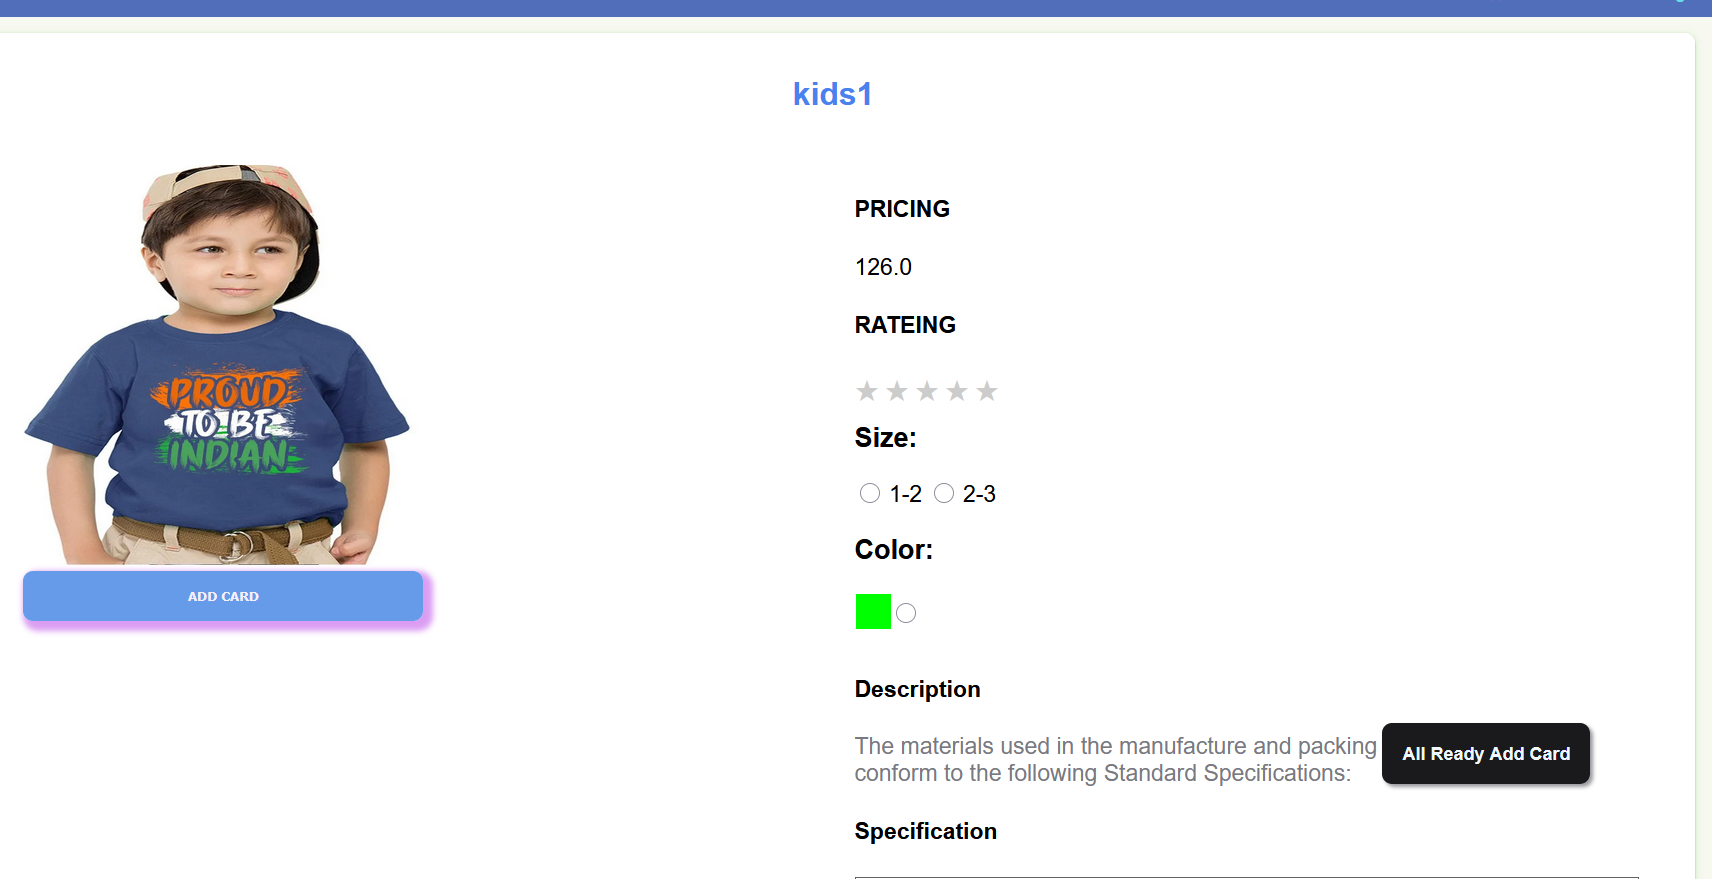 kids1
PROUD
TO BE
INDIAN
ADD CARD
PRICING
126.0
RATEING
Size:
1-2 2-3
Color:
Description
The materials used in the manufacture and packing
conform to the following Standard Specifications:
All Ready Add Card
Specification